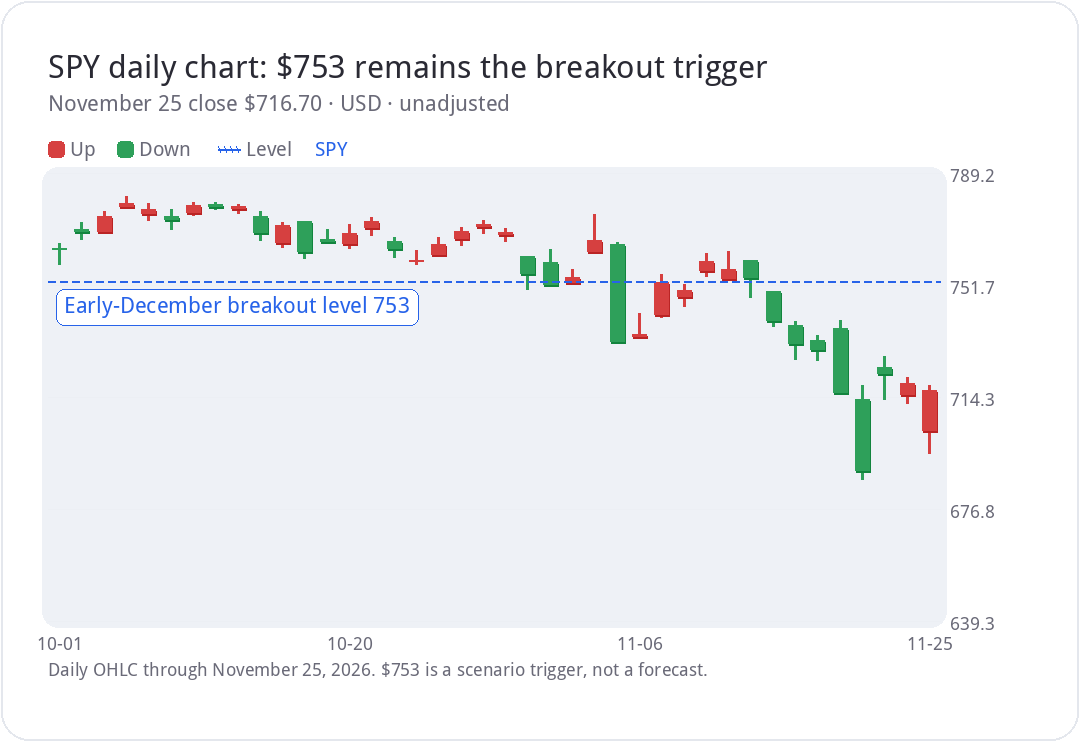 SPY daily chart: $753 remains the breakout trigger
November 25 close $716.70 · USD · unadjusted
Up Down Level SPY
789.2
Early-December breakout level 753
751.7
714.3
676.8
639.3
10-01 10-20 11-06 11-25
Daily OHLC through November 25, 2026. $753 is a scenario trigger, not a forecast.